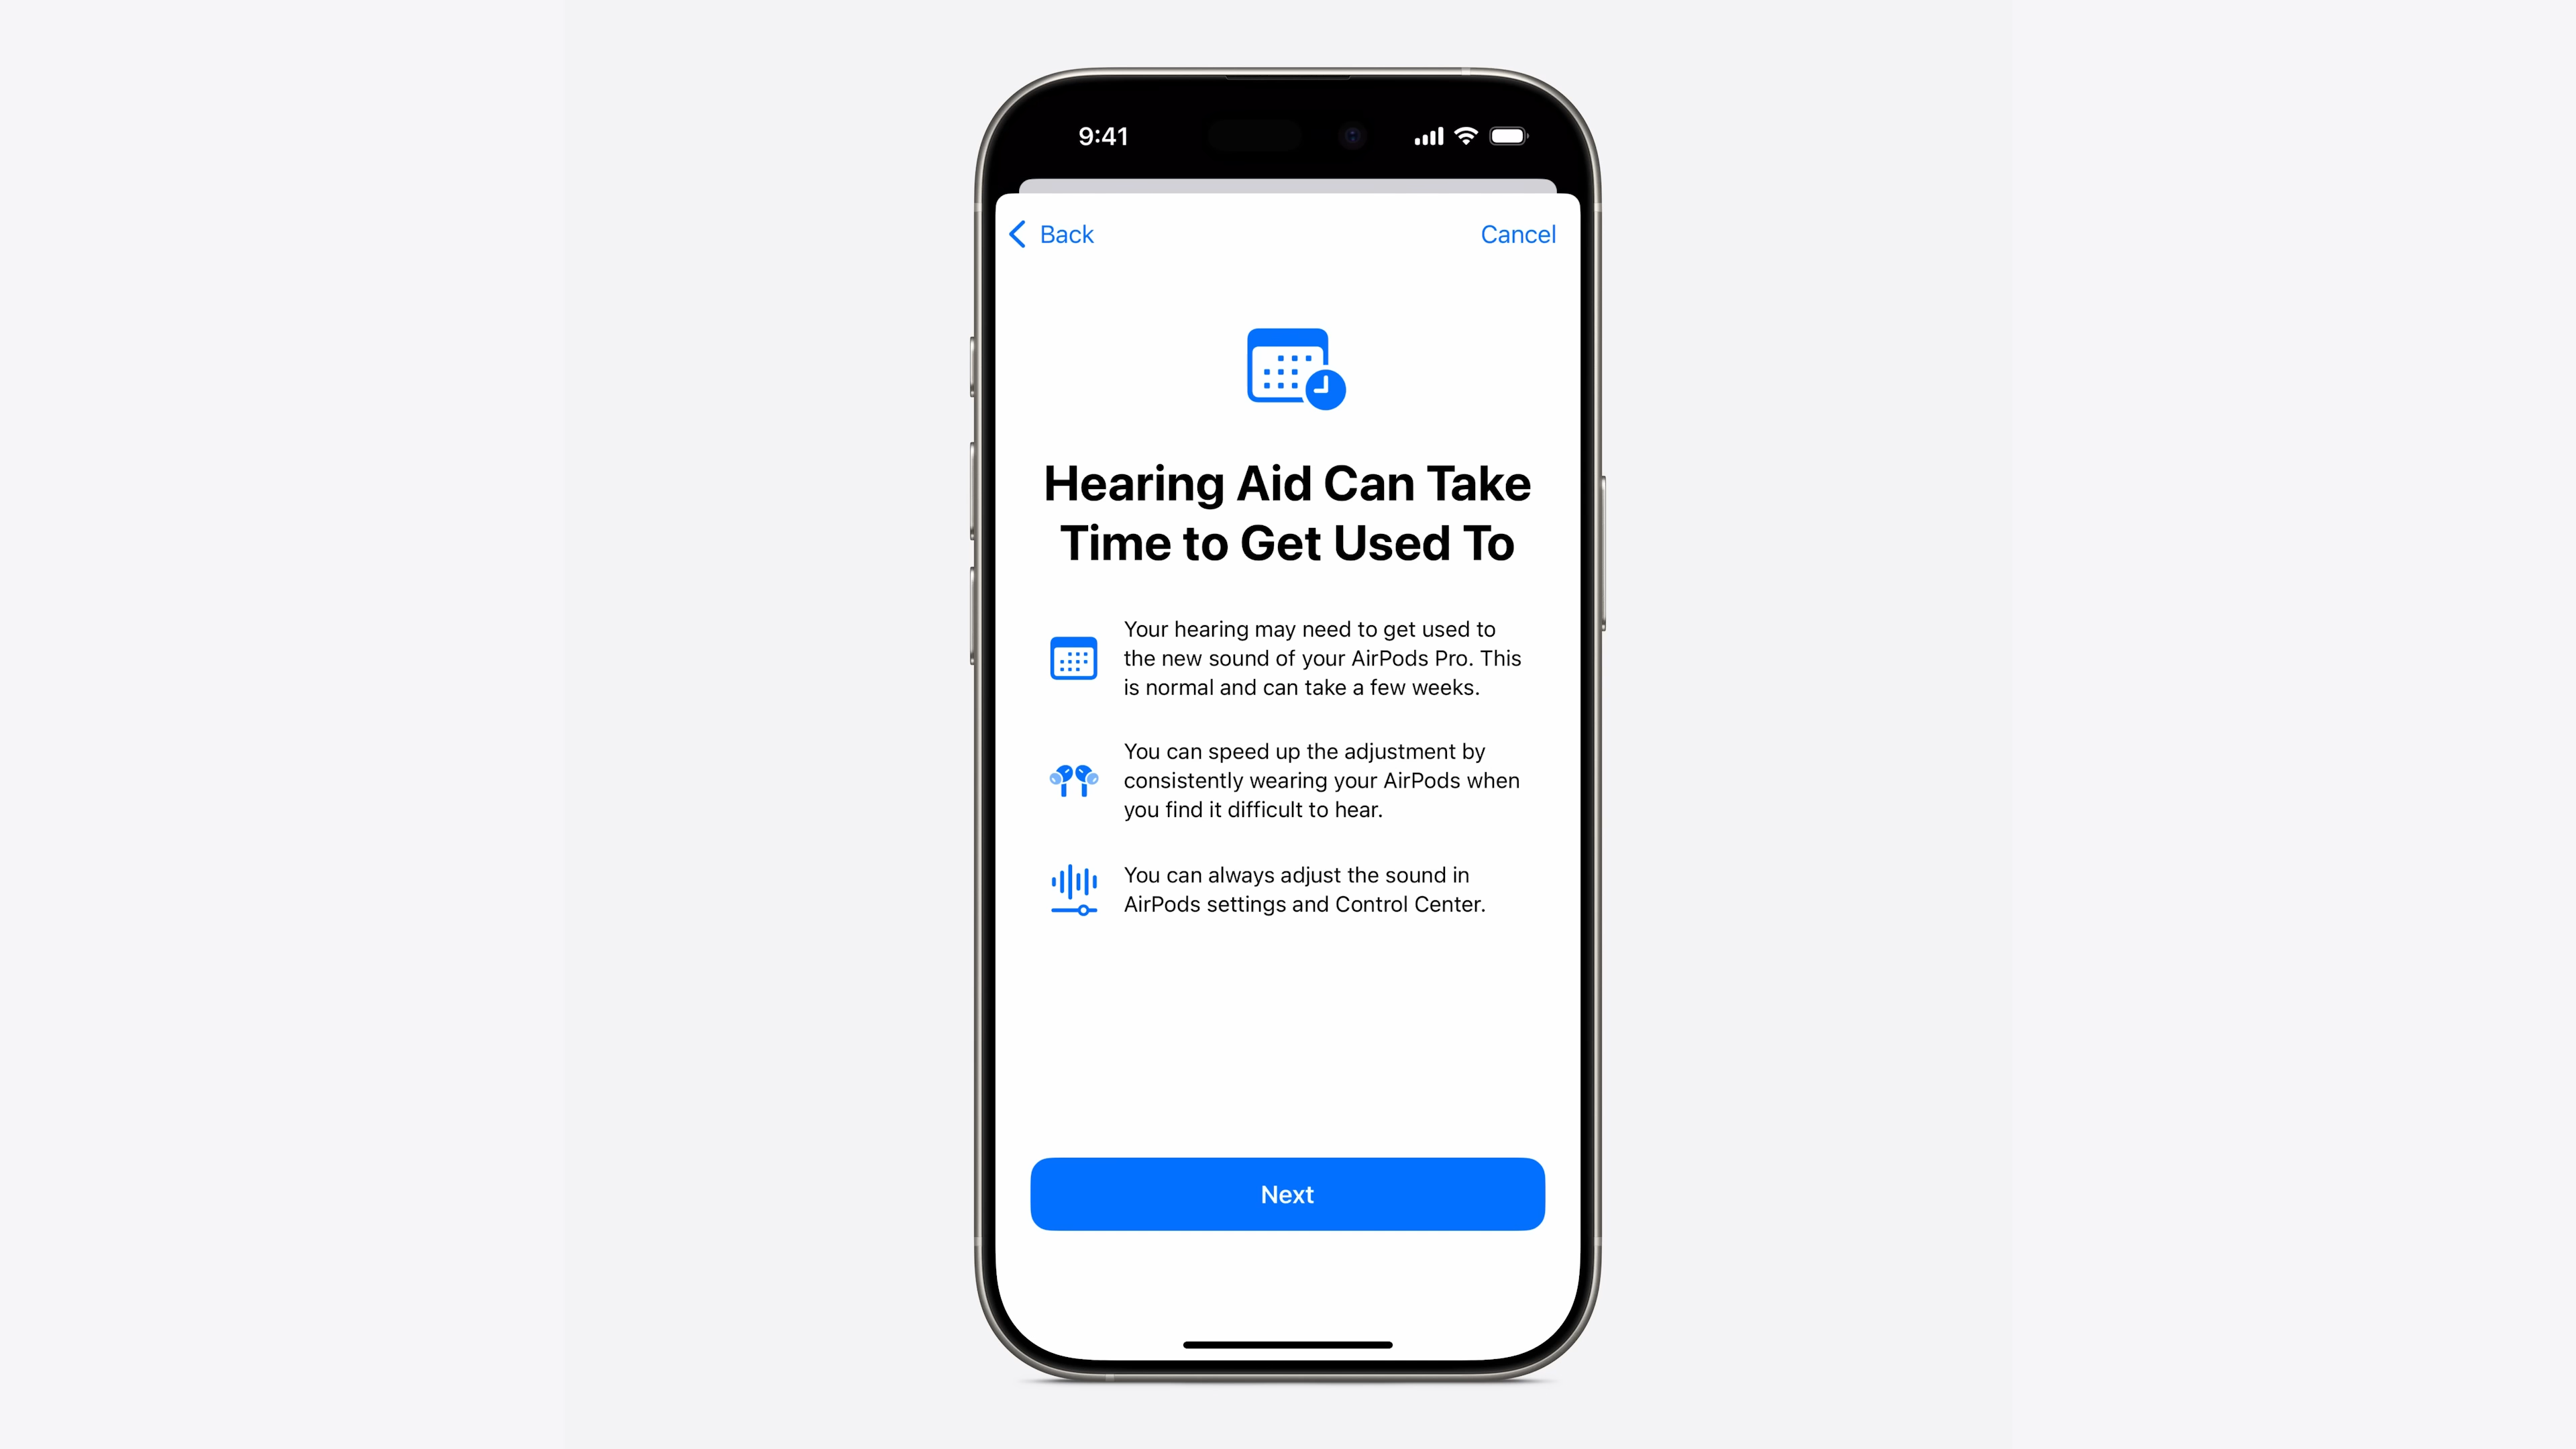 9:41
Back
Cancel
Hearing Aid Can Take
Time to Get Used To
Your hearing may need to get used to
the new sound of your AirPods Pro. This
is normal and can take a few weeks.
You can speed up the adjustment by
consistently wearing your AirPods when
you find it difficult to hear.
You can always adjust the sound in
AirPods settings and Control Center.
Next